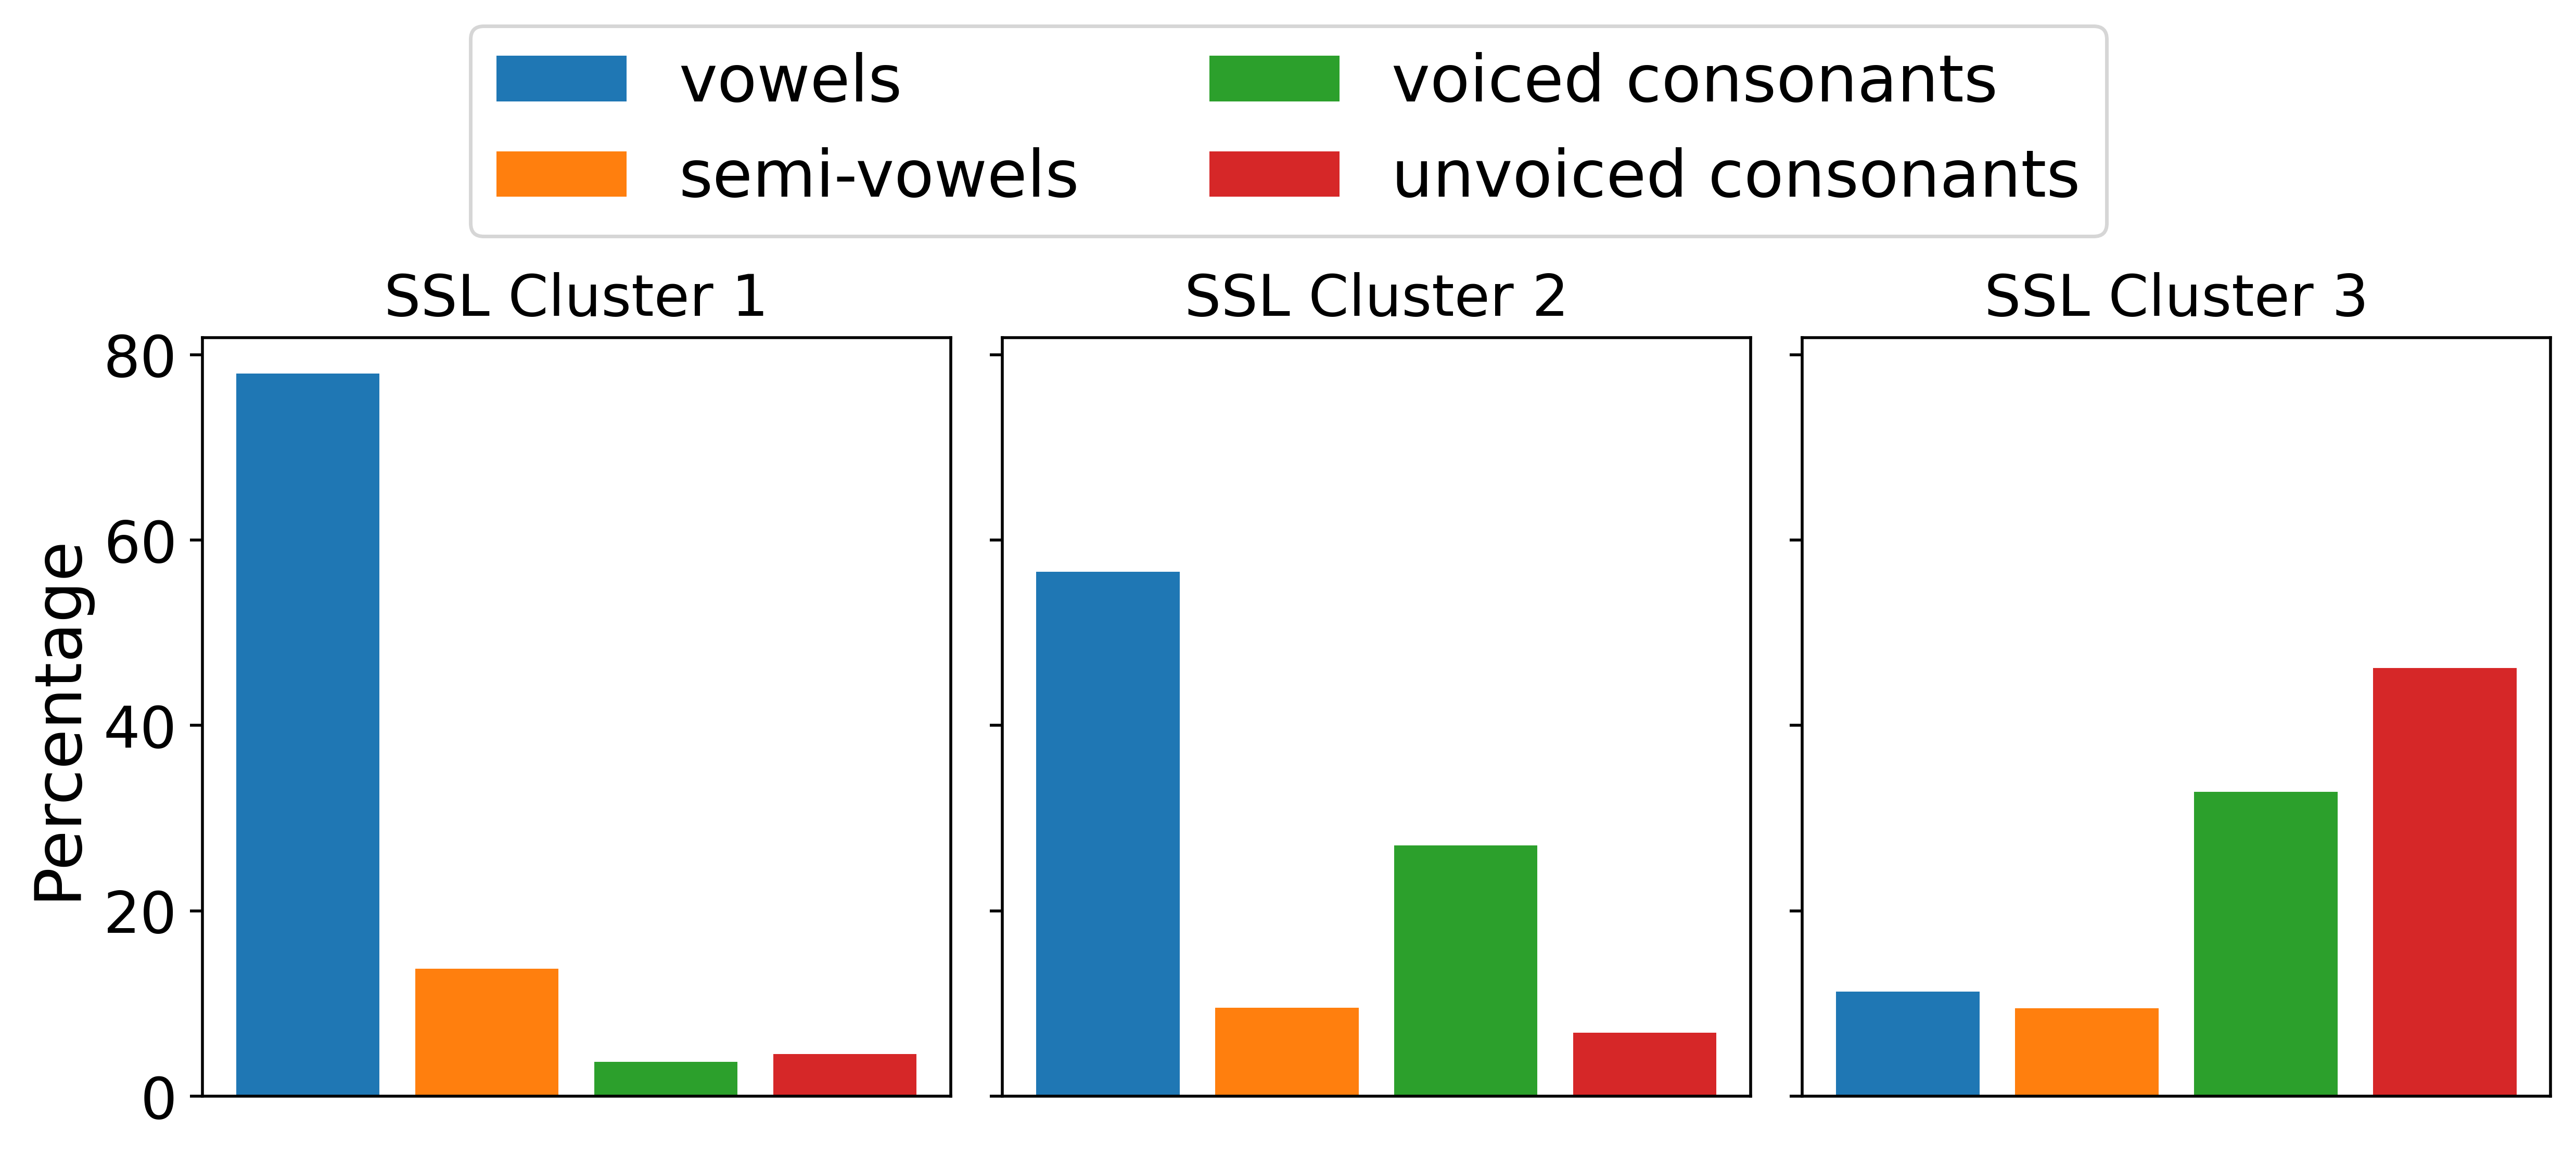 vowels
semi-vowels
voiced consonants
unvoiced consonants
SSL Cluster 1
SSL Cluster 2
SSL Cluster 3
Percentage
80
60
40
20
0